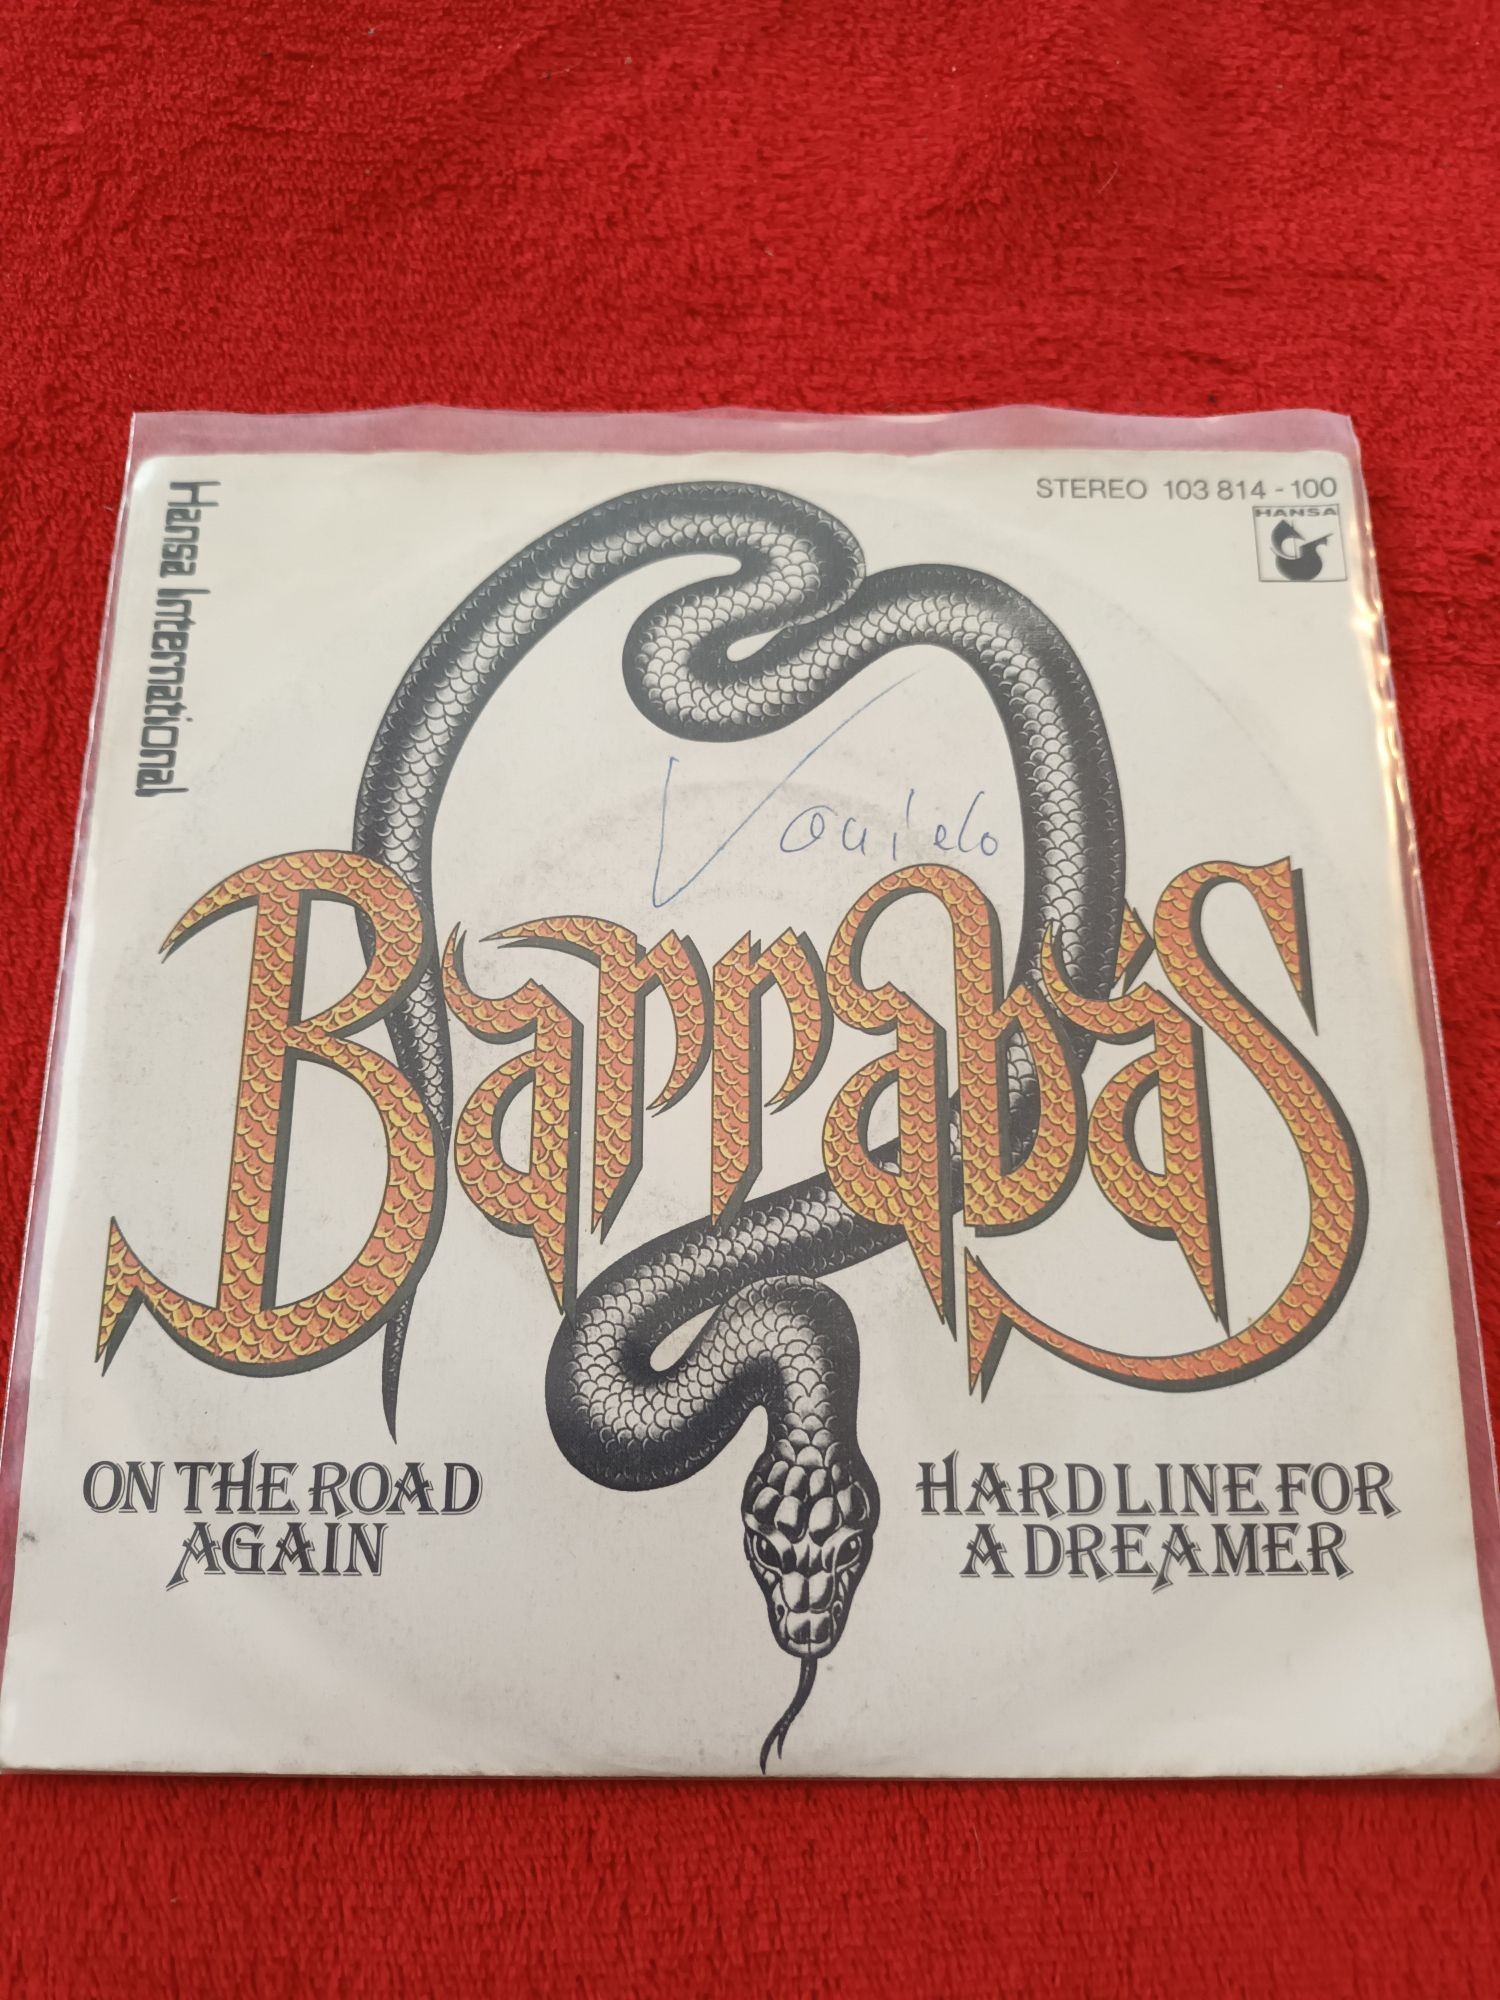 Hansa International
STEREO 103 814 - 100
HANSA
Barrabás
ON THE ROAD
AGAIN
HARD LINE FOR
A DREAMER